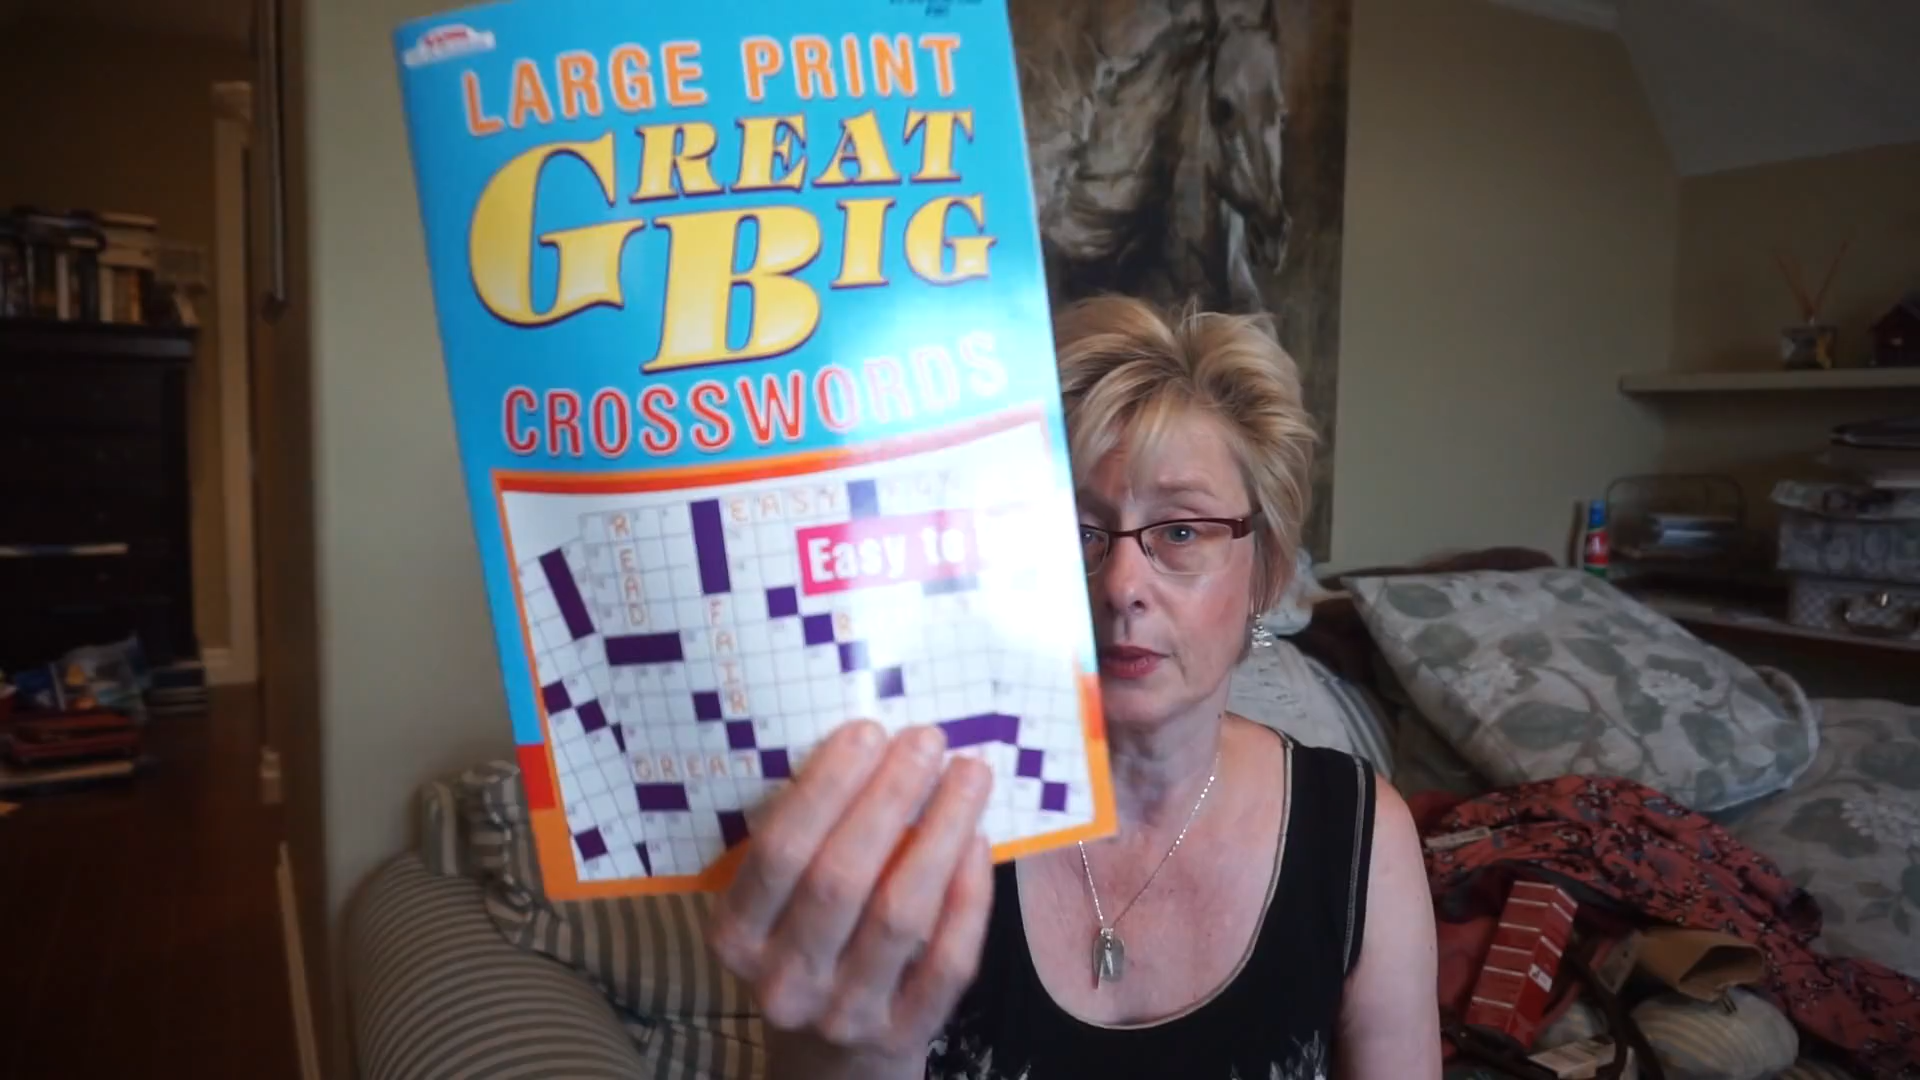 LARGE PRINT
GREAT
BIG
CROSSWORDS
EASY
READ
Easy to
FAIR
GREAT